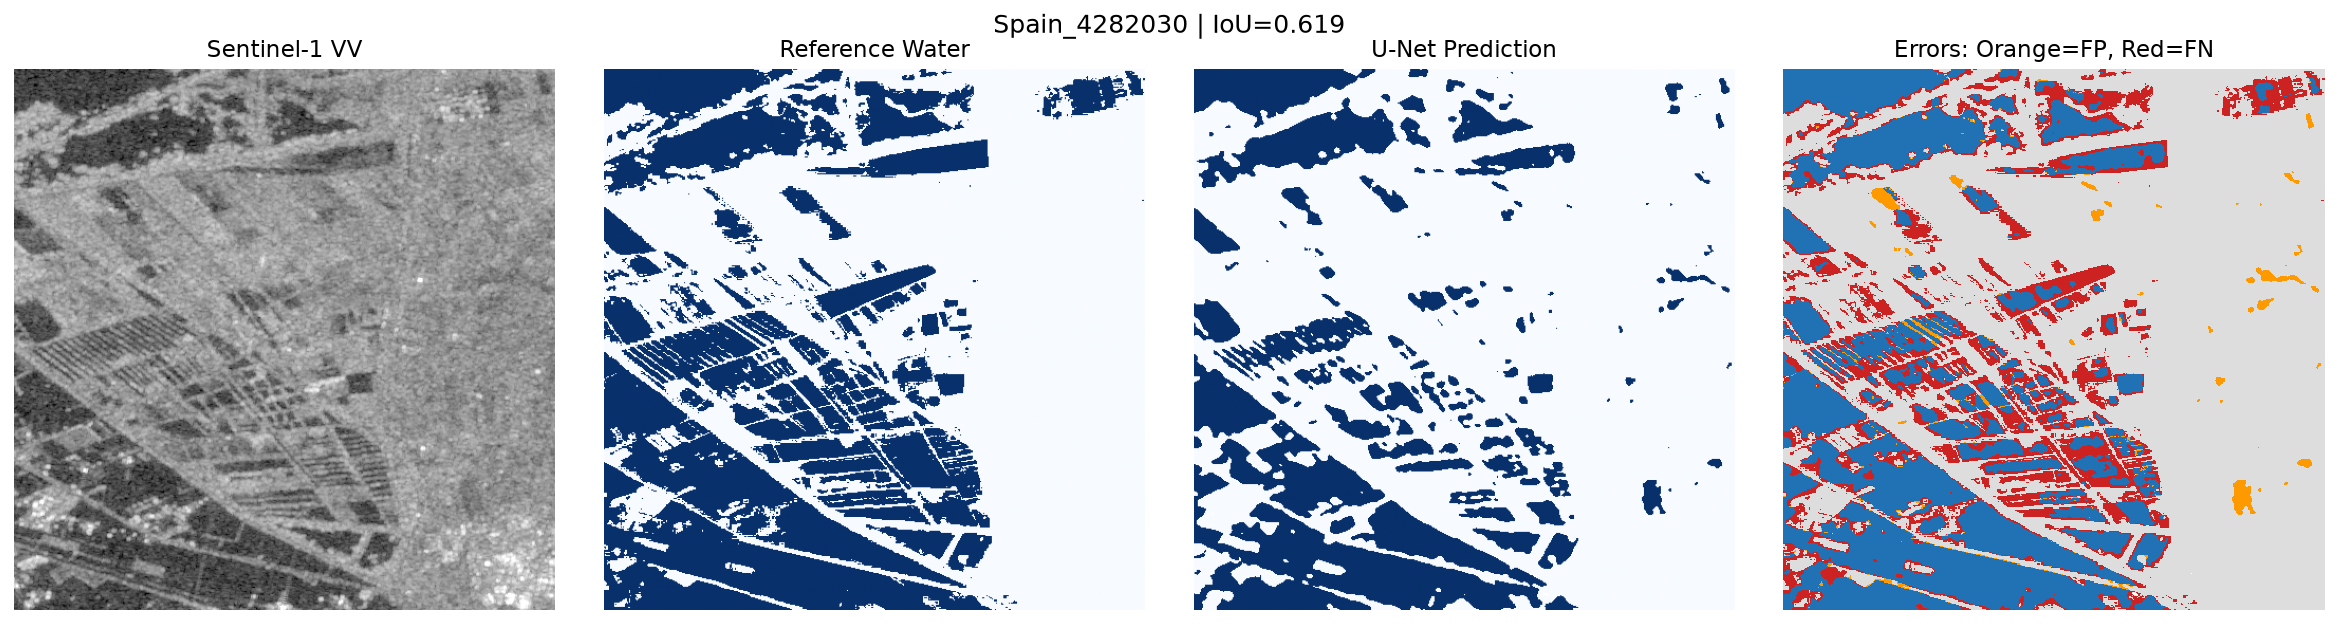 Spain_4282030 | IoU=0.619
Sentinel-1 VV
Reference Water
U-Net Prediction
Errors: Orange=FP, Red=FN